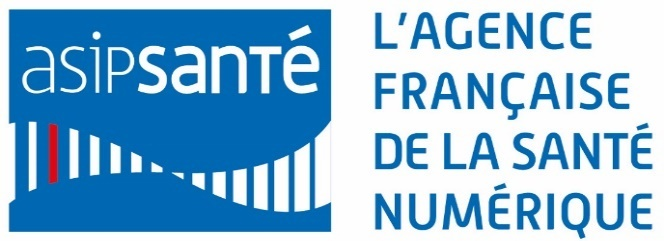 asipsanté
L'AGENCE
FRANÇAISE
DE LA SANTÉ
NUMÉRIQUE